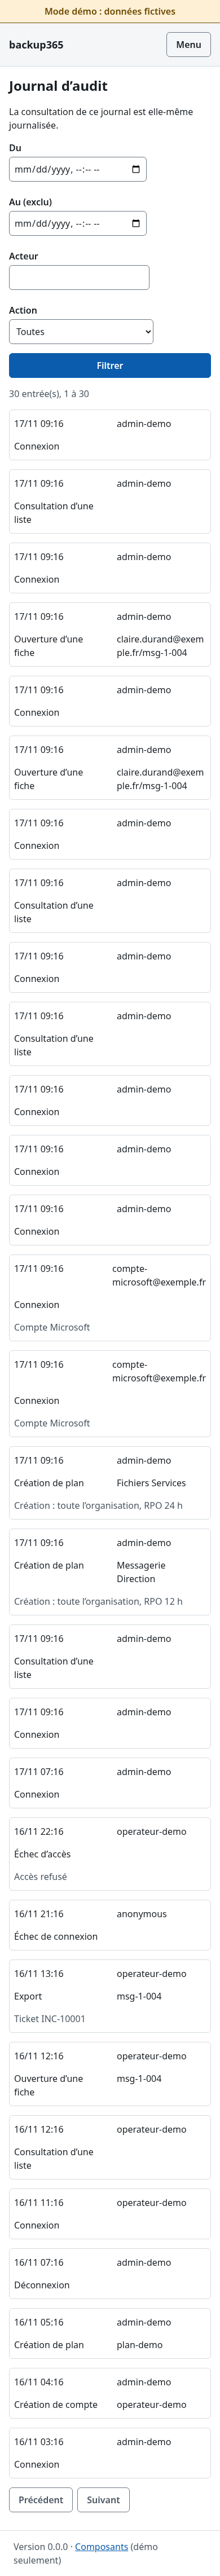 Mode démo : données fictives
backup365
Menu
Journal d’audit
La consultation de ce journal est elle-même
journalisée.
Du
mm/dd/yyyy, --:-- --
Au (exclu)
mm/dd/yyyy, --:-- --
Acteur
Action
Toutes
Filtrer
30 entrée(s), 1 à 30
17/11 09:16 admin-demo
Connexion
17/11 09:16 admin-demo
Consultation d’une
liste
17/11 09:16 admin-demo
Connexion
17/11 09:16 admin-demo
Ouverture d’une claire.durand@exem
fiche ple.fr/msg-1-004
17/11 09:16 admin-demo
Connexion
17/11 09:16 admin-demo
Ouverture d’une claire.durand@exem
fiche ple.fr/msg-1-004
17/11 09:16 admin-demo
Connexion
17/11 09:16 admin-demo
Consultation d’une
liste
17/11 09:16 admin-demo
Connexion
17/11 09:16 admin-demo
Consultation d’une
liste
17/11 09:16 admin-demo
Connexion
17/11 09:16 admin-demo
Connexion
17/11 09:16 admin-demo
Connexion
17/11 09:16 compte-
microsoft@exemple.fr
Connexion
Compte Microsoft
17/11 09:16 compte-
microsoft@exemple.fr
Connexion
Compte Microsoft
17/11 09:16 admin-demo
Création de plan Fichiers Services
Création : toute l’organisation, RPO 24 h
17/11 09:16 admin-demo
Création de plan Messagerie
Direction
Création : toute l’organisation, RPO 12 h
17/11 09:16 admin-demo
Consultation d’une
liste
17/11 09:16 admin-demo
Connexion
17/11 07:16 admin-demo
Connexion
16/11 22:16 operateur-demo
Échec d’accès
Accès refusé
16/11 21:16 anonymous
Échec de connexion
16/11 13:16 operateur-demo
Export msg-1-004
Ticket INC-10001
16/11 12:16 operateur-demo
Ouverture d’une msg-1-004
fiche
16/11 12:16 operateur-demo
Consultation d’une
liste
16/11 11:16 operateur-demo
Connexion
16/11 07:16 admin-demo
Déconnexion
16/11 05:16 admin-demo
Création de plan plan-demo
16/11 04:16 admin-demo
Création de compte operateur-demo
16/11 03:16 admin-demo
Connexion
Précédent Suivant
Version 0.0.0 · Composants (démo
seulement)